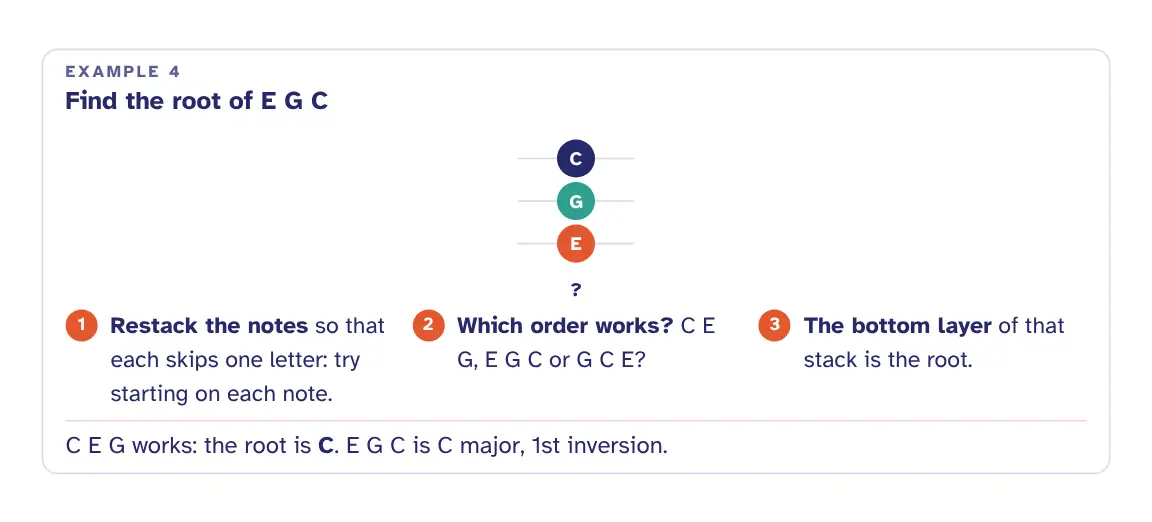 EXAMPLE 4
Find the root of E G C
C
G
E
?
1 Restack the notes so that
each skips one letter: try
starting on each note.
2 Which order works? C E
G, E G C or G C E?
3 The bottom layer of that
stack is the root.
C E G works: the root is C. E G C is C major, 1st inversion.